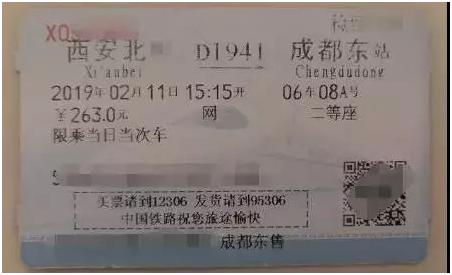 XQ
西安北 D1941 成都东站
Xi'anbei Chengdudong
2019年02月11日 15:15开 06车08A号
￥263.0元 网 二等座
限乘当日当次车
买票请到12306 发货请到95306
中国铁路祝您旅途愉快
成都东售